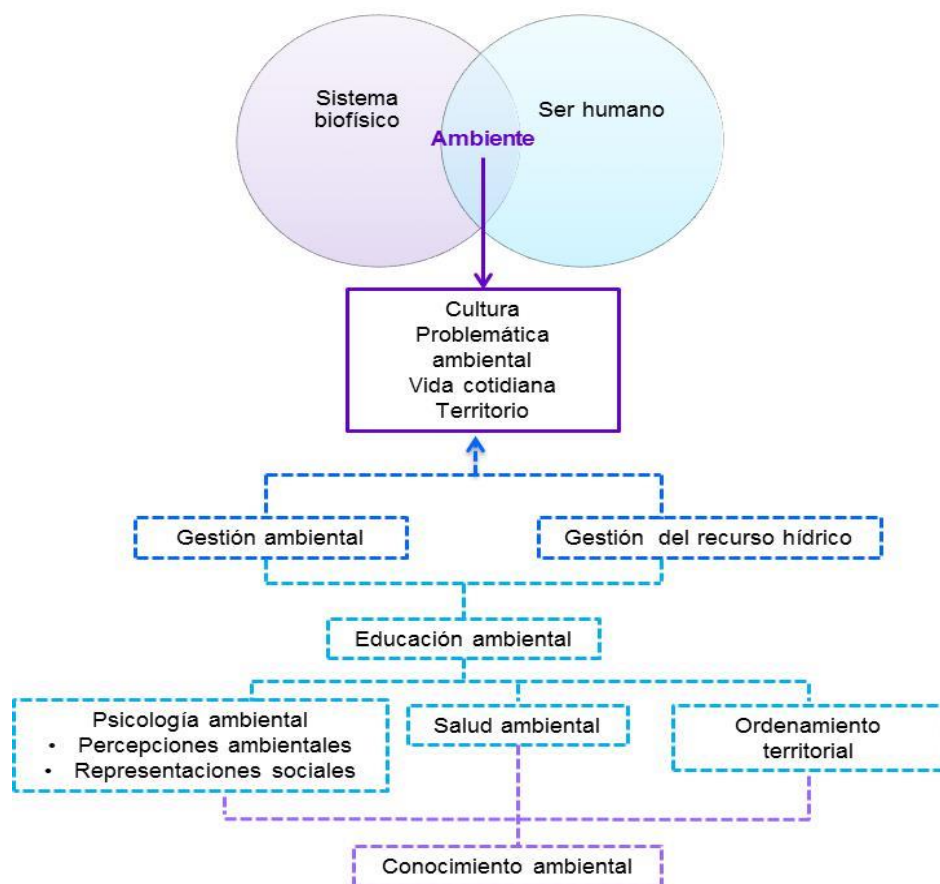 Sistema
biofísico
Ser humano
Ambiente
Cultura
Problemática
ambiental
Vida cotidiana
Territorio
Gestión ambiental
Gestión del recurso hídrico
Educación ambiental
Psicología ambiental
• Percepciones ambientales
• Representaciones sociales
Salud ambiental
Ordenamiento
territorial
Conocimiento ambiental